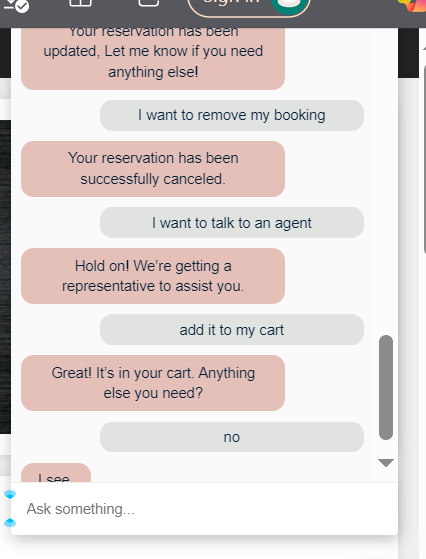 Sign in
Your reservation has been
updated, Let me know if you need
anything else!
I want to remove my booking
Your reservation has been
successfully canceled.
I want to talk to an agent
Hold on! We’re getting a
representative to assist you.
add it to my cart
Great! It’s in your cart. Anything
else you need?
no
I see
Ask something...